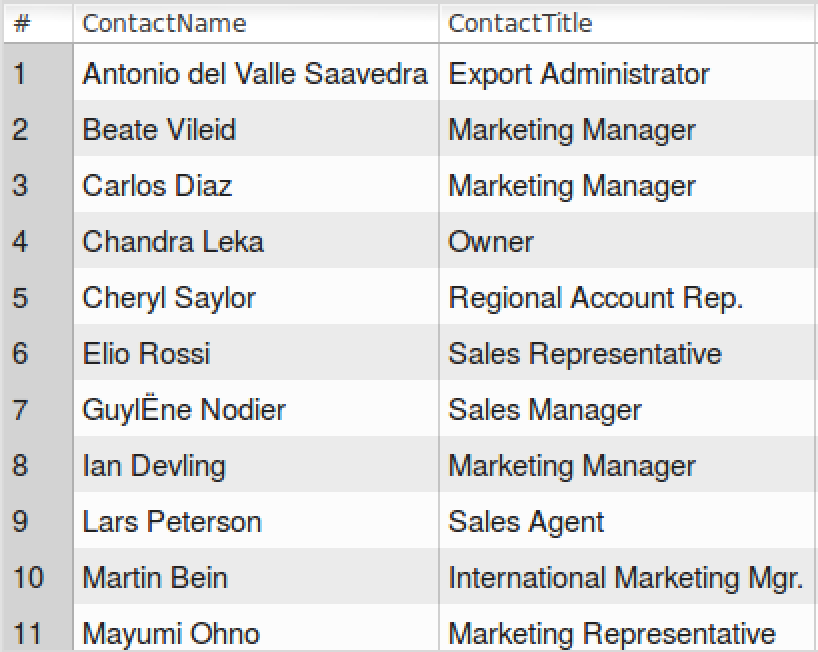 # ContactName ContactTitle
1 Antonio del Valle Saavedra Export Administrator
2 Beate Vileid Marketing Manager
3 Carlos Diaz Marketing Manager
4 Chandra Leka Owner
5 Cheryl Saylor Regional Account Rep.
6 Elio Rossi Sales Representative
7 GuylËne Nodier Sales Manager
8 Ian Devling Marketing Manager
9 Lars Peterson Sales Agent
10 Martin Bein International Marketing Mgr.
11 Mayumi Ohno Marketing Representative